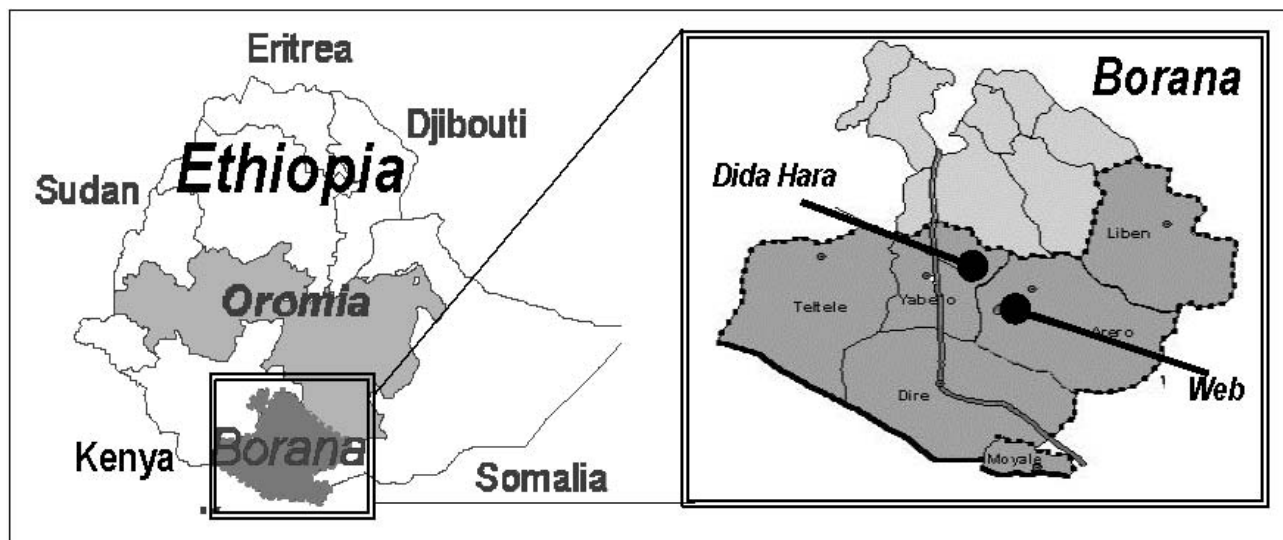 Eritrea
Djibouti
Ethiopia
Sudan
Oromia
Borana
Kenya
Somalia
Borana
Dida Hara
Liben
Teltele
Yabelo
Arero
Web
Dire
Moyale